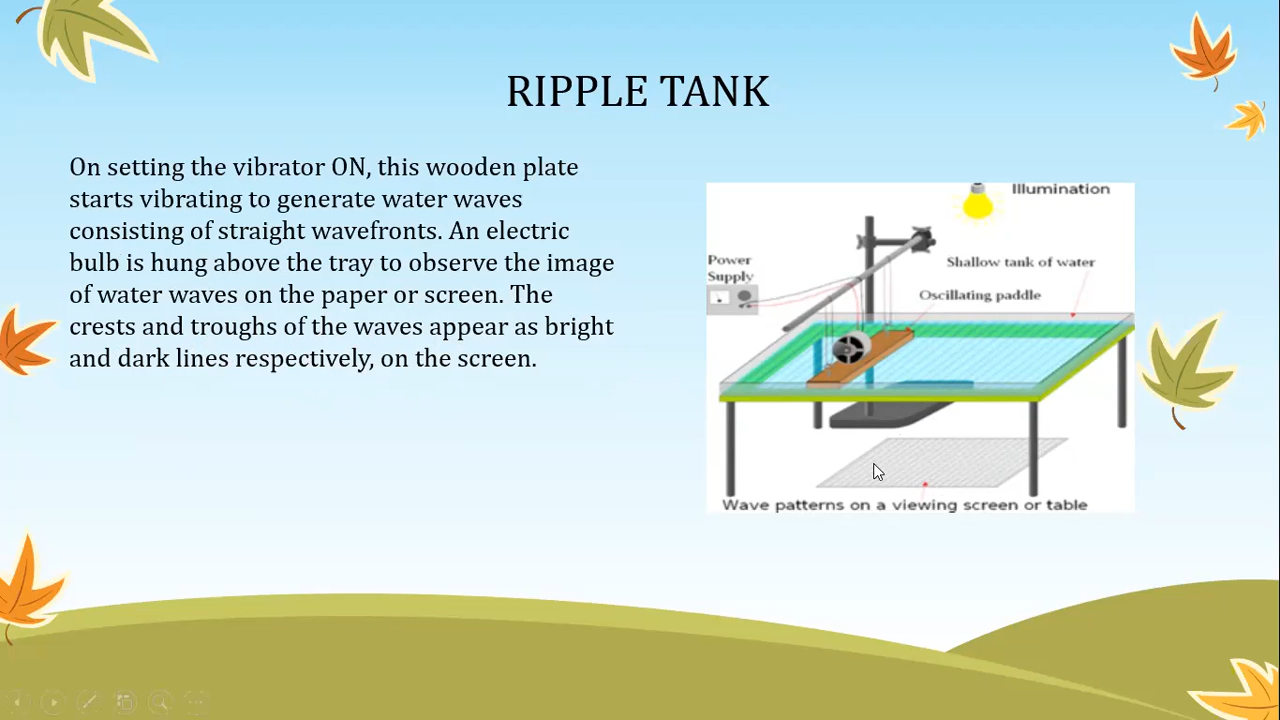 RIPPLE TANK
On setting the vibrator ON, this wooden plate
starts vibrating to generate water waves
consisting of straight wavefronts. An electric
bulb is hung above the tray to observe the image
of water waves on the paper or screen. The
crests and troughs of the waves appear as bright
and dark lines respectively, on the screen.
Illumination
Power
Supply
Shallow tank of water
Oscillating paddle
Wave patterns on a viewing screen or table